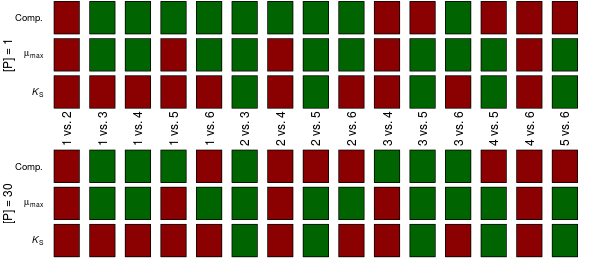 [P] = 1
Comp.
μmax
KS
1 vs. 2
1 vs. 3
1 vs. 4
1 vs. 5
1 vs. 6
2 vs. 3
2 vs. 4
2 vs. 5
2 vs. 6
3 vs. 4
3 vs. 5
3 vs. 6
4 vs. 5
4 vs. 6
5 vs. 6
[P] = 30
Comp.
μmax
KS